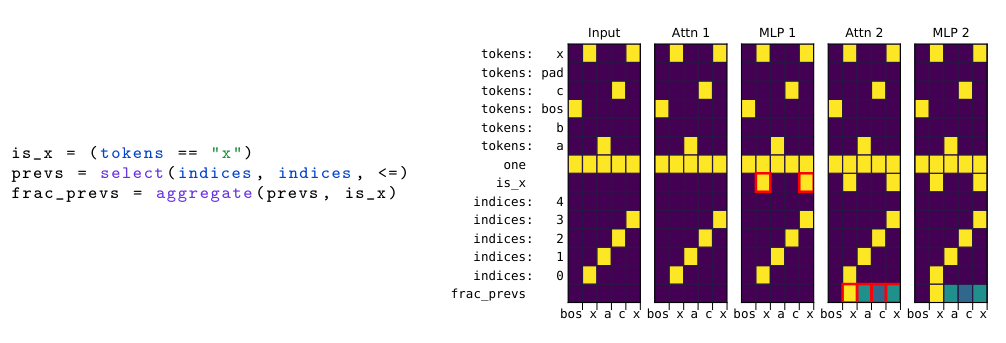 is_x = (tokens == "x")
prevs = select(indices, indices, <=)
frac_prevs = aggregate(prevs, is_x)
Input Attn 1 MLP 1 Attn 2 MLP 2
tokens: x
tokens: pad
tokens: c
tokens: bos
tokens: b
tokens: a
one
is_x
indices: 4
indices: 3
indices: 2
indices: 1
indices: 0
frac_prevs
bos x a c x bos x a c x bos x a c x bos x a c x bos x a c x